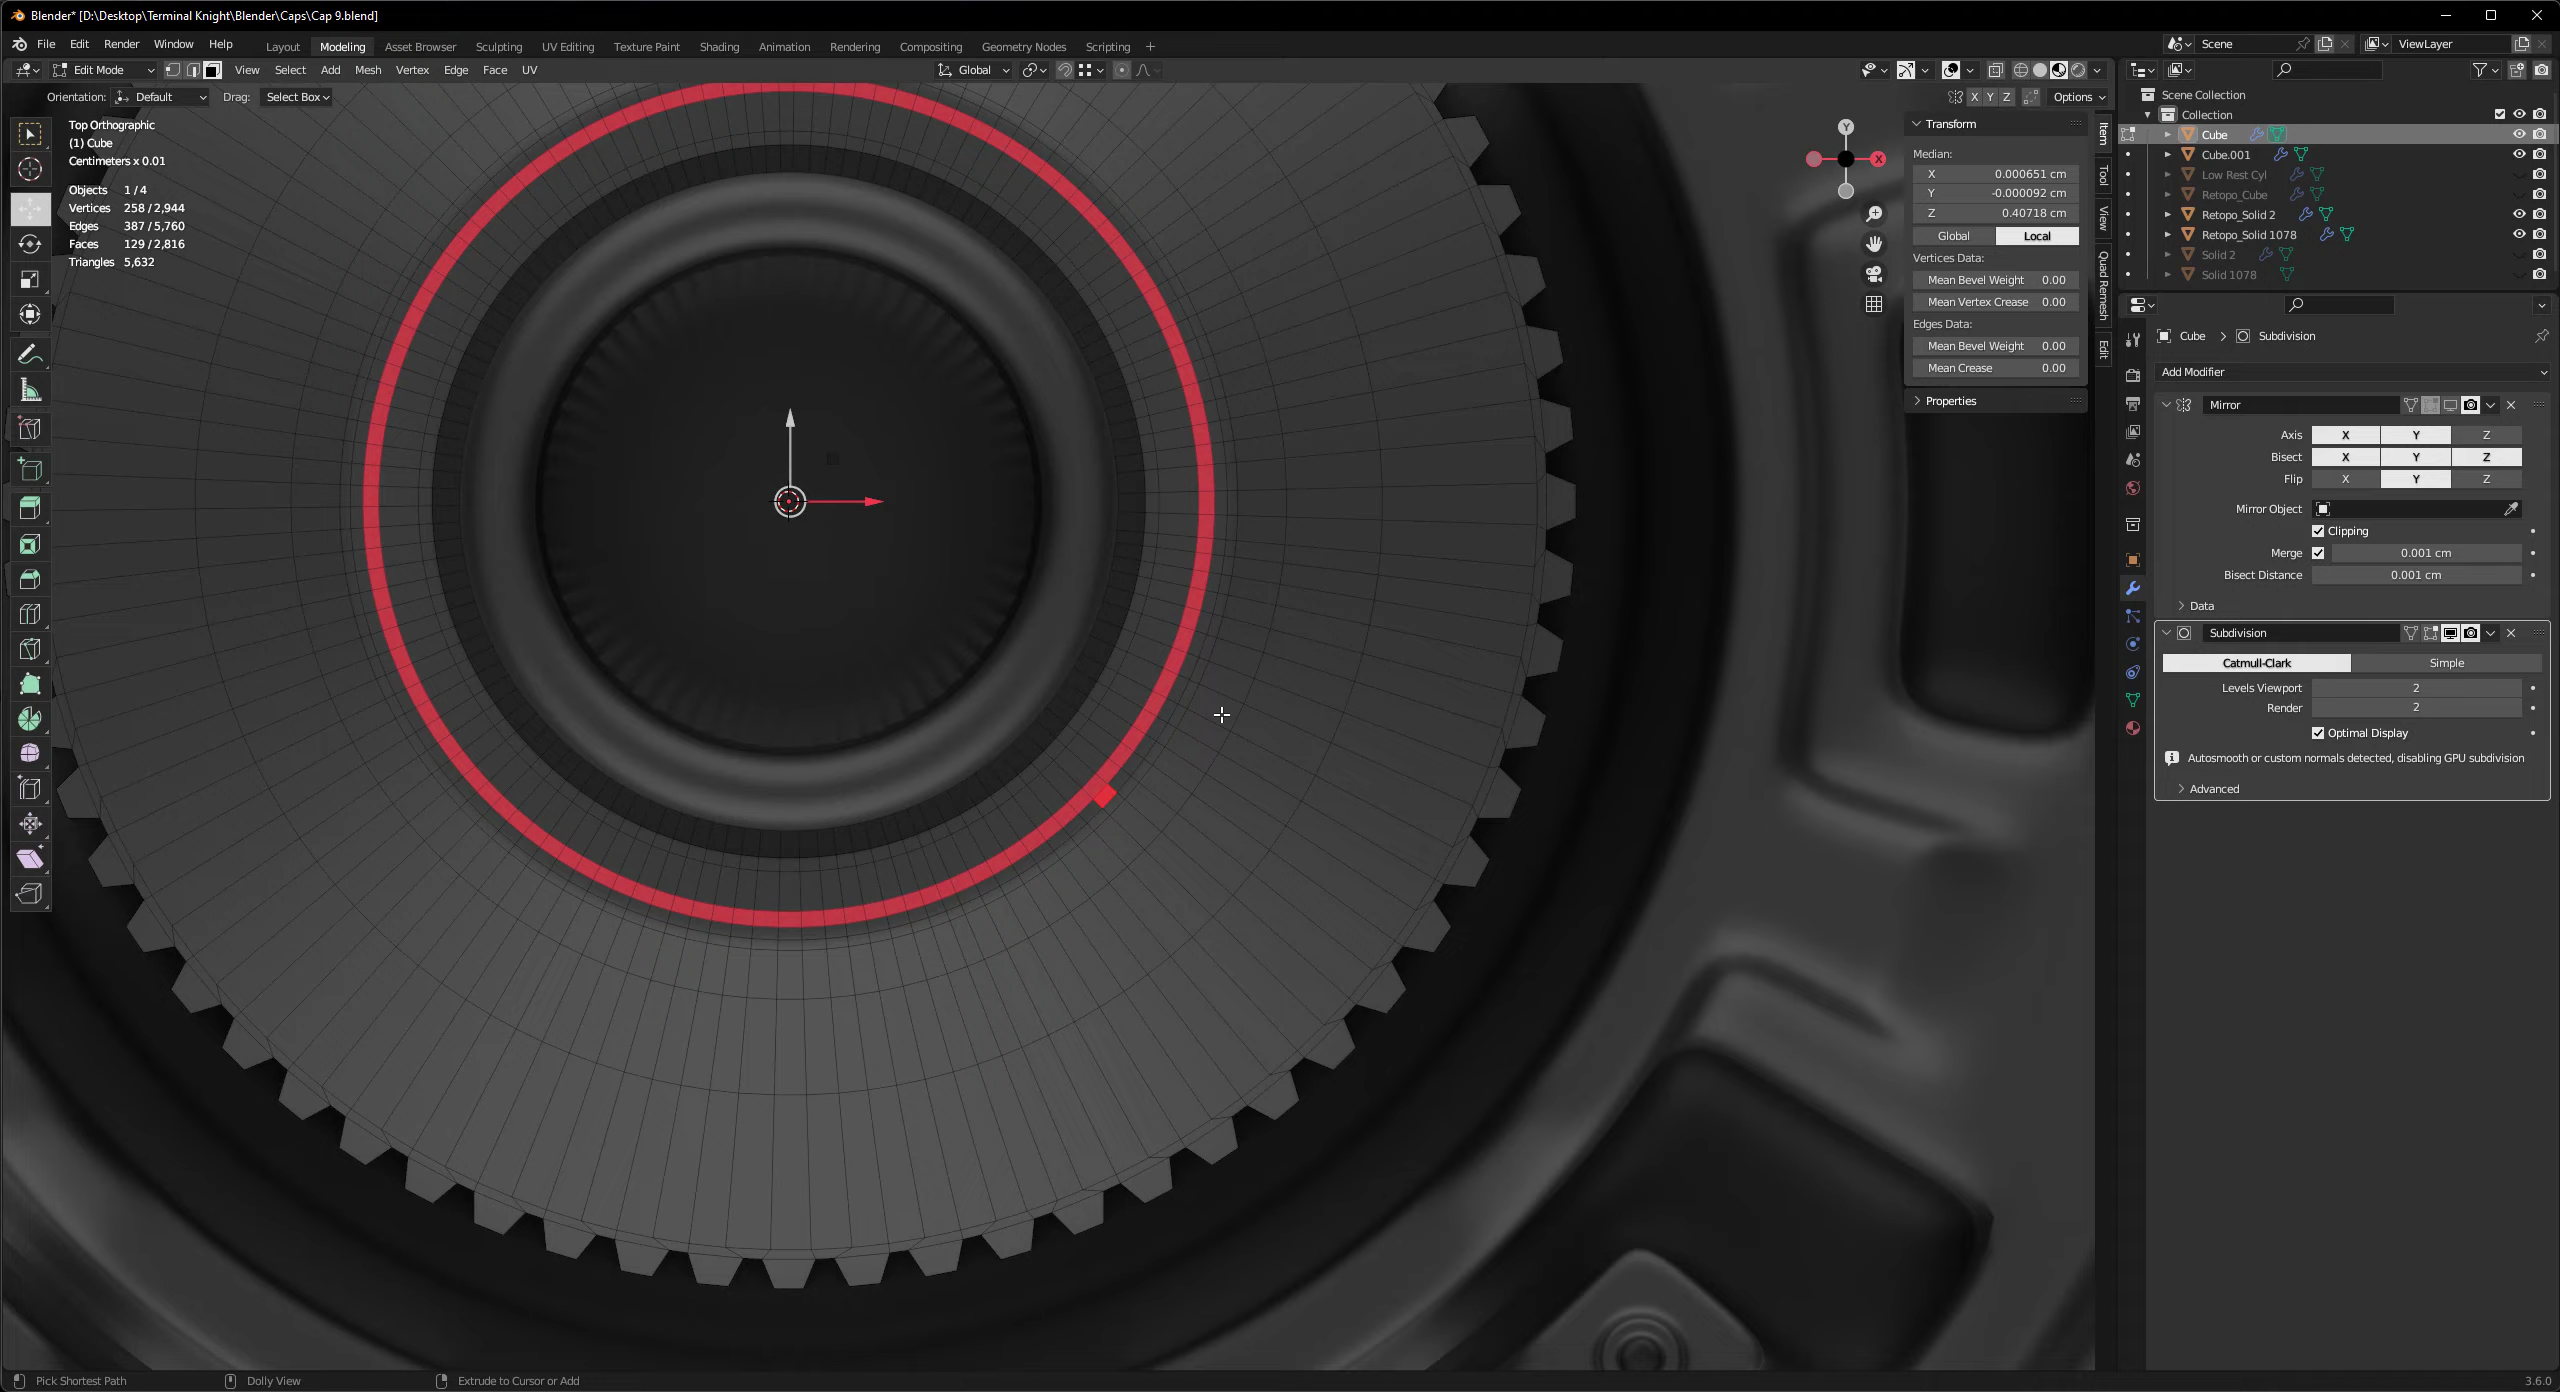 Blender* [D:\Desktop\Terminal Knight\Blender\Caps\Cap 9.blend]
File Edit Render Window Help Layout Modeling Asset Browser Sculpting UV Editing Texture Paint Shading Animation Rendering Compositing Geometry Nodes Scripting Scene ViewLayer
Edit Mode View Select Add Mesh Vertex Edge Face UV Global
Orientation: Default Drag: Select Box X Y Z Options
Top Orthographic
(1) Cube
Centimeters x 0.01
Objects 1 / 4
Vertices 258 / 2,944
Edges 387 / 5,760
Faces 129 / 2,816
Triangles 5,632
Y
X
Transform
Median:
X 0.000651 cm
Y -0.000092 cm
Z 0.40718 cm
Global Local
Vertices Data:
Mean Bevel Weight 0.00
Mean Vertex Crease 0.00
Edges Data:
Mean Bevel Weight 0.00
Mean Crease 0.00
Properties
Item
Tool
View
Quad Remesh
Edit
Scene Collection
Collection
Cube
Cube.001
Low Rest Cyl
Retopo_Cube
Retopo_Solid 2
Retopo_Solid 1078
Solid 2
Solid 1078
Cube > Subdivision
Add Modifier
Mirror
Axis X Y Z
Bisect X Y Z
Flip X Y Z
Mirror Object
Clipping
Merge 0.001 cm
Bisect Distance 0.001 cm
Data
Subdivision
Catmull-Clark Simple
Levels Viewport 2
Render 2
Optimal Display
Autosmooth or custom normals detected, disabling GPU subdivision
Advanced
Pick Shortest Path Dolly View Extrude to Cursor or Add 3.6.0